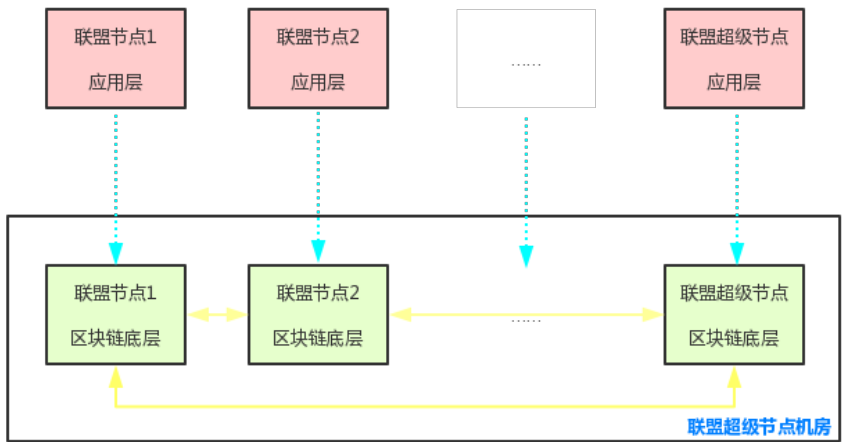 联盟节点1
应用层
联盟节点2
应用层
......
联盟超级节点
应用层
联盟节点1
区块链底层
联盟节点2
区块链底层
......
联盟超级节点
区块链底层
联盟超级节点机房